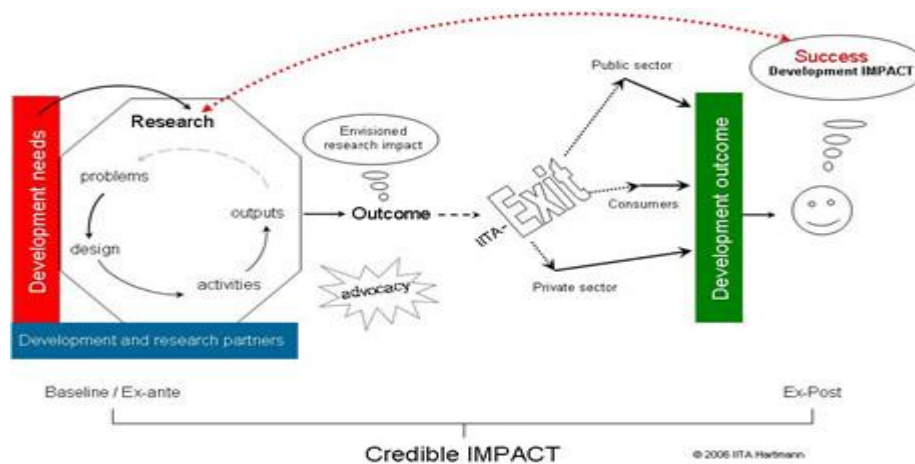 Success
Development IMPACT
Public sector
Development needs
Research
Envisioned
research impact
problems
outputs
Outcome
IITA-Exit
Consumers
Development outcome
design
activities
advocacy
Private sector
Development and research partners
Baseline / Ex-ante
Ex-Post
Credible IMPACT
© 2006 IITA Hartmann